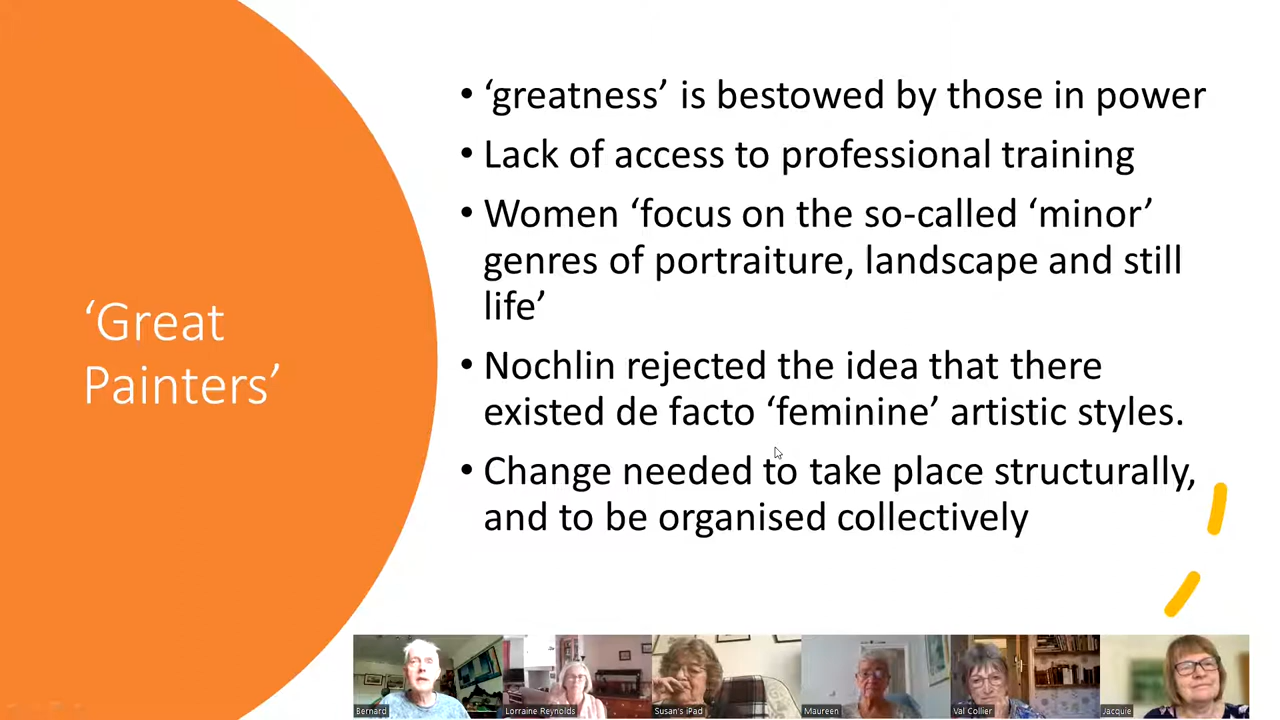 ‘Great
Painters’
• ‘greatness’ is bestowed by those in power
• Lack of access to professional training
• Women ‘focus on the so-called ‘minor’
genres of portraiture, landscape and still
life’
• Nochlin rejected the idea that there
existed de facto ‘feminine’ artistic styles.
• Change needed to take place structurally,
and to be organised collectively
Bernard
Lorraine Reynolds
Susan's iPad
Maureen
Val Collier
Jacquie